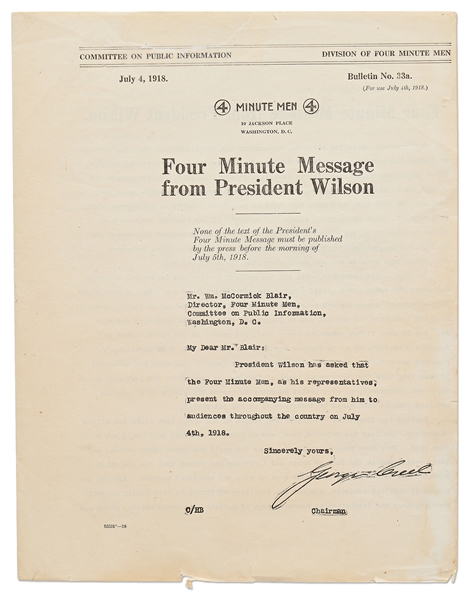 COMMITTEE ON PUBLIC INFORMATION DIVISION OF FOUR MINUTE MEN
July 4, 1918. Bulletin No. 33a.
(For use July 4th, 1918.)
4 MINUTE MEN 4
10 JACKSON PLACE
WASHINGTON, D. C.
Four Minute Message
from President Wilson
None of the text of the President's
Four Minute Message must be published
by the press before the morning of
July 5th, 1918.
Mr. Wm. McCormick Blair,
Director, Four Minute Men,
Committee on Public Information,
Washington, D. C.
My Dear Mr. Blair:
President Wilson has asked that
the Four Minute Men, as his representatives,
present the accompanying message from him to
audiences throughout the country on July
4th, 1918.
Sincerely yours,
George Creel
C/HB Chairman